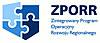 ZPORR
Zintegrowany Program
Operacyjny
Rozwoju Regionalnego